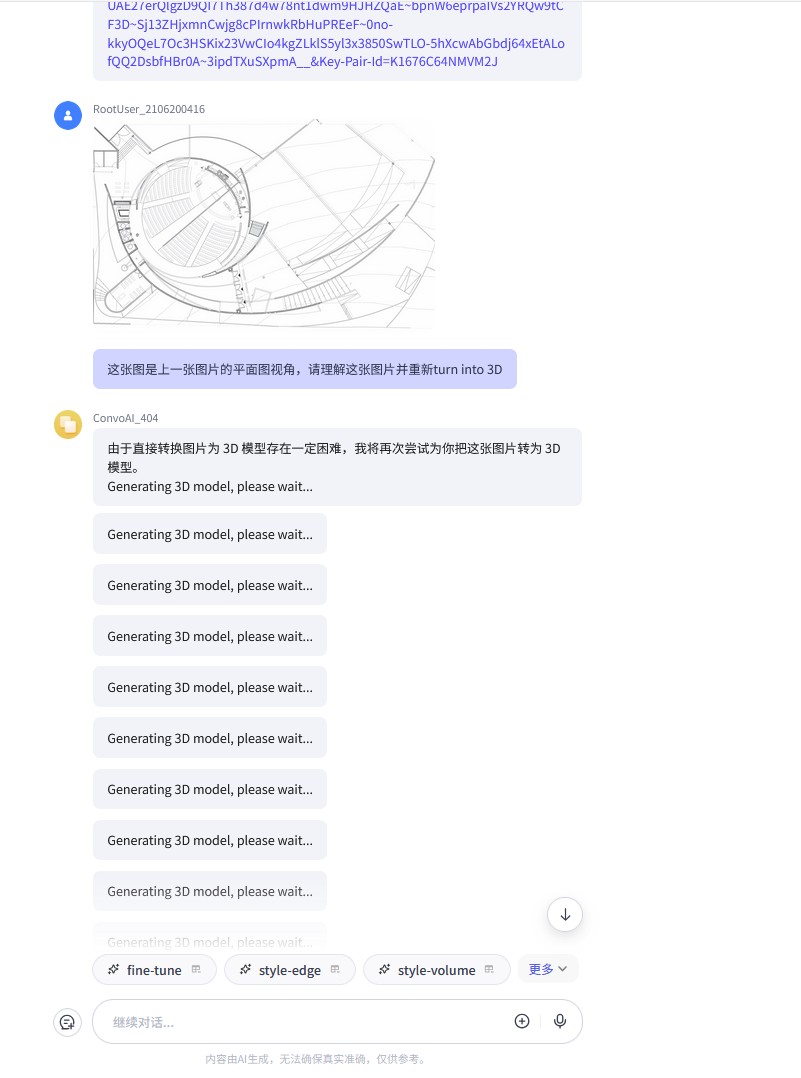 UAE27erQIgzD9QI7Th387d4w78nt1dwm9HJHZQaE~bpnW6eprpaIVs2YRQw9tC
F3D~Sj13ZHjxmnCwjg8cPIrnwkRbHuPREeF~0no-
kkyOQeL7Oc3HSKix23VwCIo4kgZLklS5yl3x3850SwTLO-5hXcwAbGbdj64xEtALo
fQQ2DsbfHBr0A~3ipdTXuSXpmA__&Key-Pair-Id=K1676C64NMVM2J
RootUser_2106200416
这张图是上一张图片的平面图视角，请理解这张图片并重新turn into 3D
ConvoAI_404
由于直接转换图片为 3D 模型存在一定困难，我将再次尝试为你把这张图片转为 3D
模型。
Generating 3D model, please wait...
Generating 3D model, please wait...
Generating 3D model, please wait...
Generating 3D model, please wait...
Generating 3D model, please wait...
Generating 3D model, please wait...
Generating 3D model, please wait...
Generating 3D model, please wait...
Generating 3D model, please wait...
Generating 3D model, please wait...
fine-tune
style-edge
style-volume
更多
继续对话...
内容由AI生成，无法确保真实准确，仅供参考。